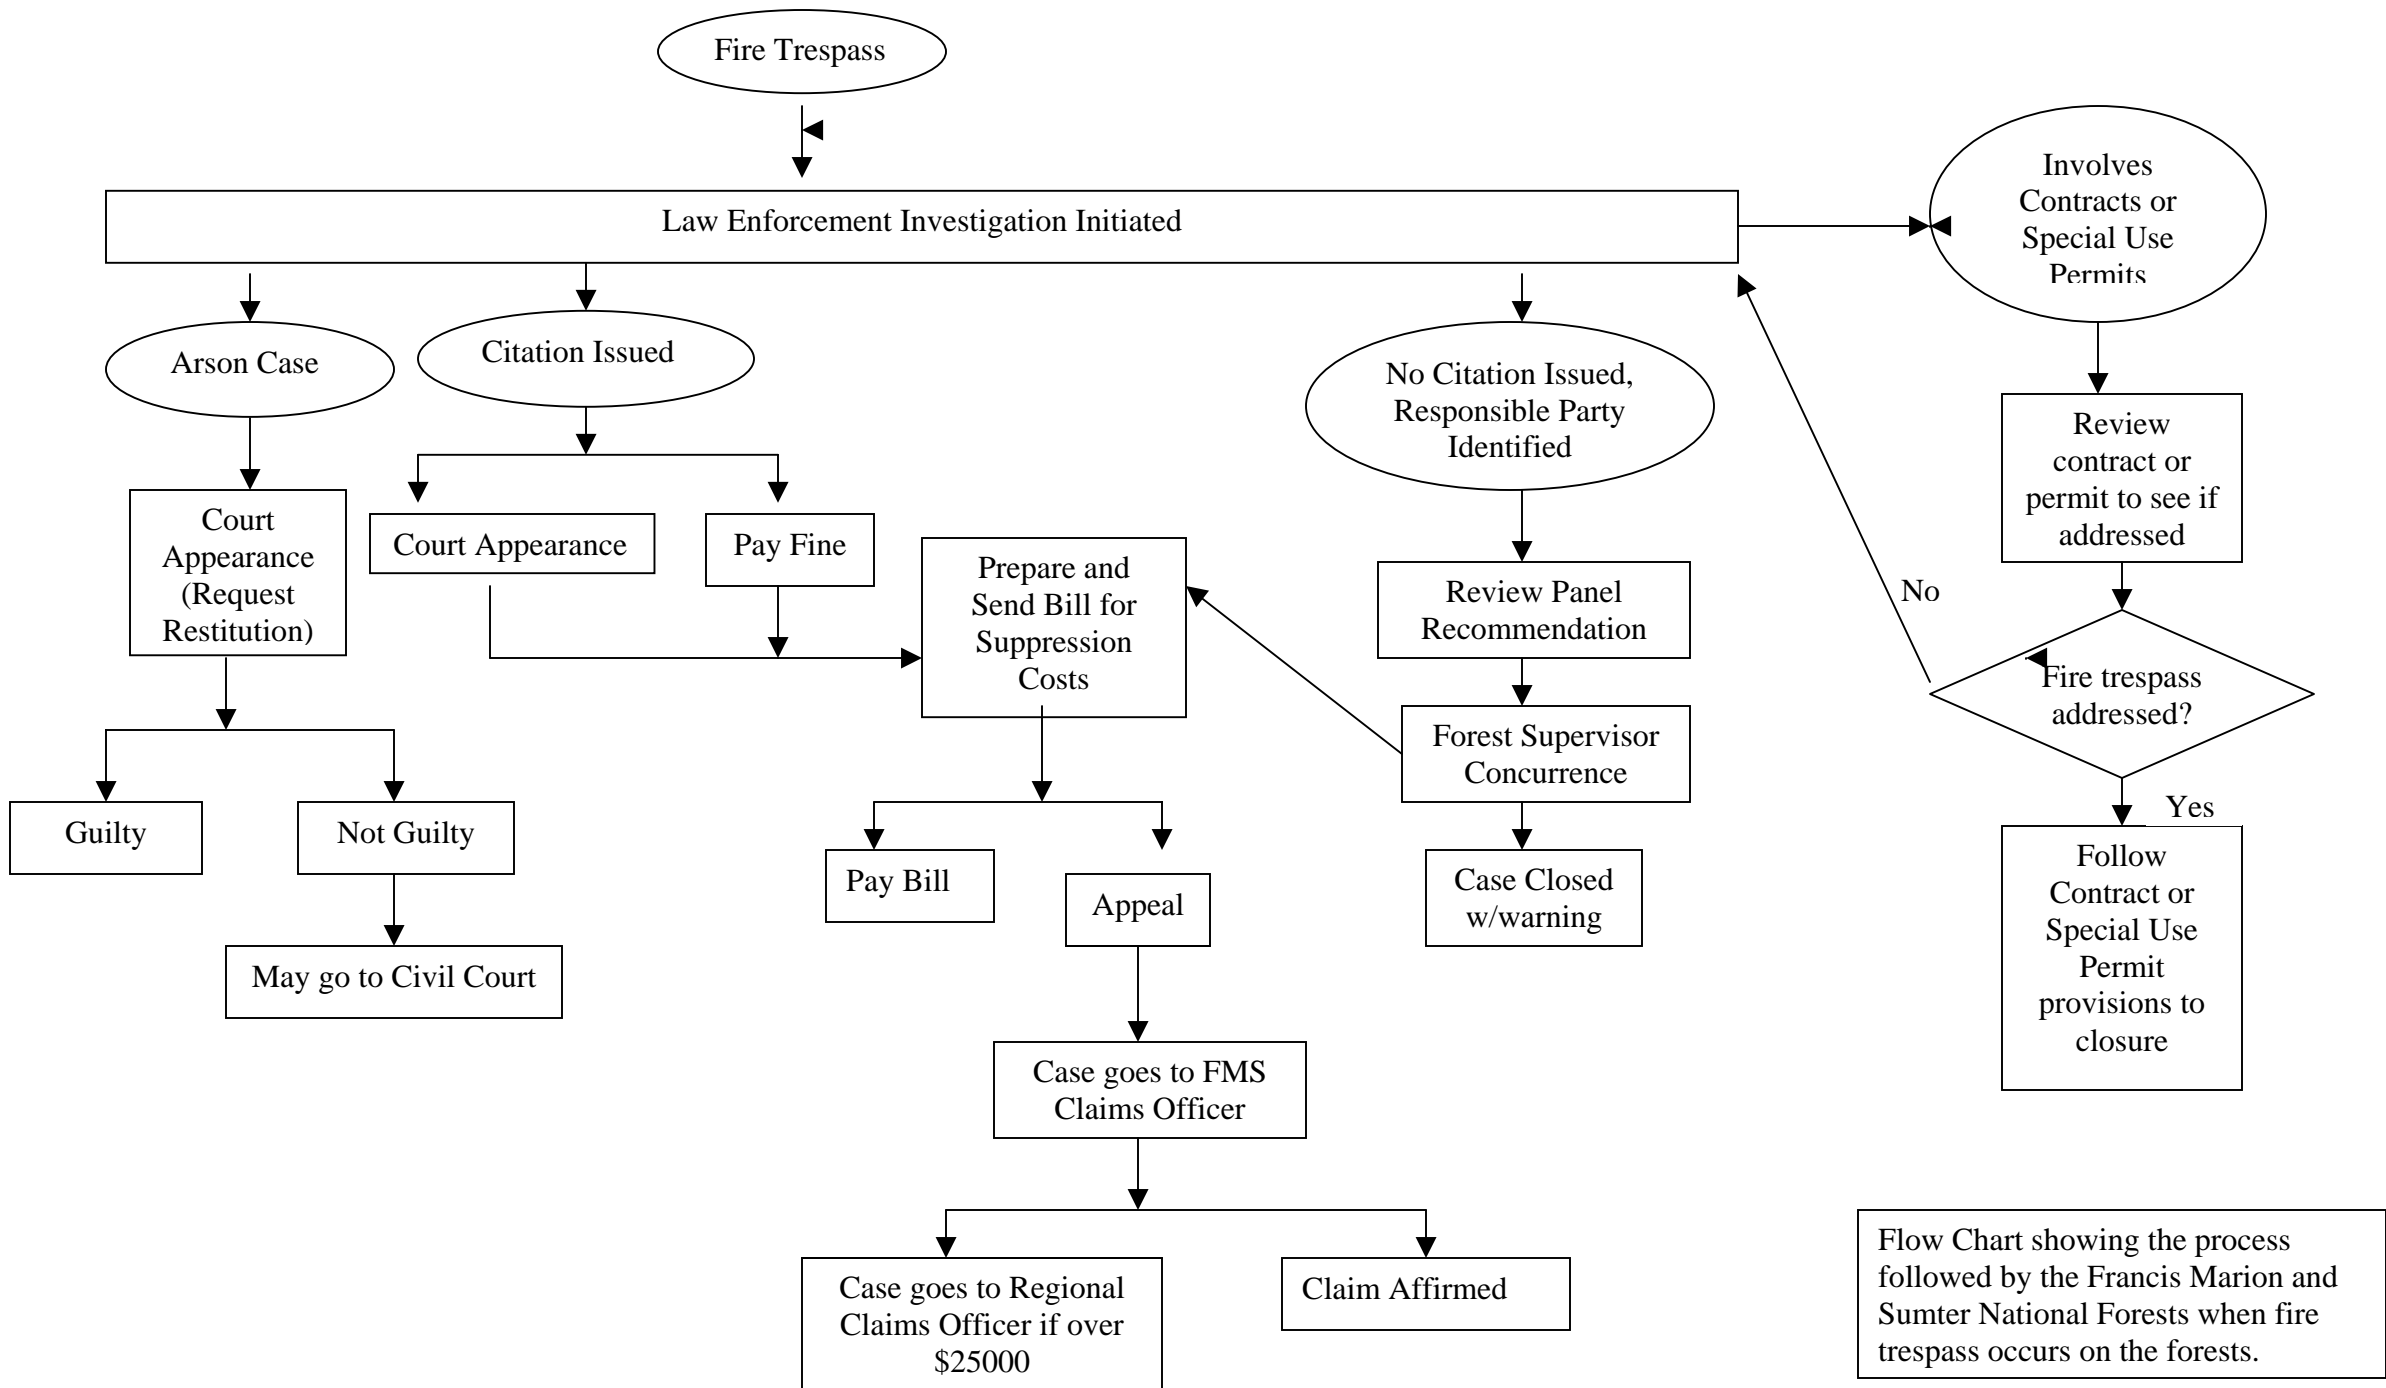 Fire Trespass
Law Enforcement Investigation Initiated
Involves
Contracts or
Special Use
Permits
Arson Case
Citation Issued
No Citation Issued,
Responsible Party
Identified
Review
contract or
permit to see if
addressed
Court
Appearance
(Request
Restitution)
Court Appearance
Pay Fine
Prepare and
Send Bill for
Suppression
Costs
Review Panel
Recommendation
No
Fire trespass
addressed?
Forest Supervisor
Concurrence
Yes
Guilty
Not Guilty
Pay Bill
Appeal
Case Closed
w/warning
Follow
Contract or
Special Use
Permit
provisions to
closure
May go to Civil Court
Case goes to FMS
Claims Officer
Case goes to Regional
Claims Officer if over
$25000
Claim Affirmed
Flow Chart showing the process
followed by the Francis Marion and
Sumter National Forests when fire
trespass occurs on the forests.